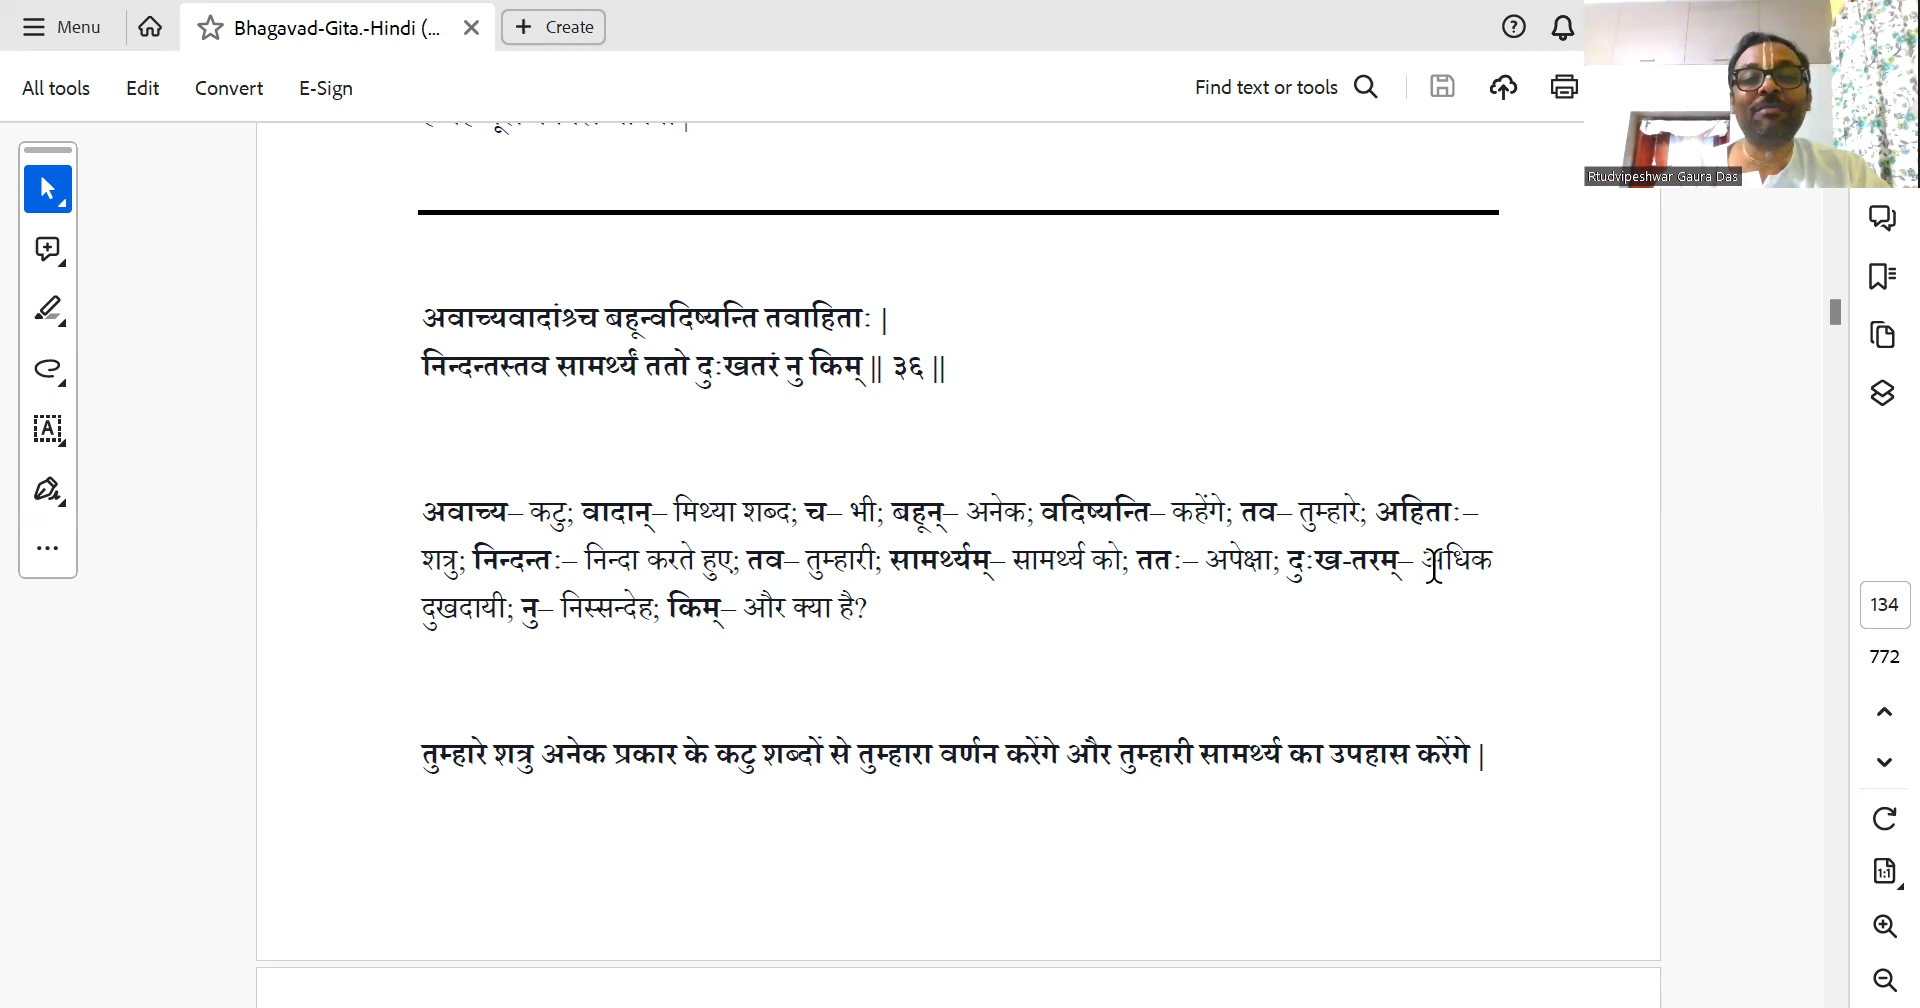 Menu
Bhagavad-Gita.-Hindi (...
Create
All tools
Edit
Convert
E-Sign
Find text or tools
Rtudvipeshwar Gaura Das
अवाच्यवादांश्र्च बहून्वदिष्यन्ति तवाहिताः |
निन्दन्तस्तव सामर्थ्यं ततो दुःखतरं नु किम् || ३६ ||
अवाच्य– कटु; वादान्– मिथ्या शब्द; च– भी; बहून्– अनेक; वदिष्यन्ति– कहेंगे; तव– तुम्हारे; अहिताः–
शत्रु; निन्दन्तः– निन्दा करते हुए; तव– तुम्हारी; सामर्थ्यम्– सामर्थ्य को; ततः– अपेक्षा; दुःख-तरम्– अधिक
दुखदायी; नु– निस्सन्देह; किम्– और क्या है?
तुम्हारे शत्रु अनेक प्रकार के कटु शब्दों से तुम्हारा वर्णन करेंगे और तुम्हारी सामर्थ्य का उपहास करेंगे |
134
772